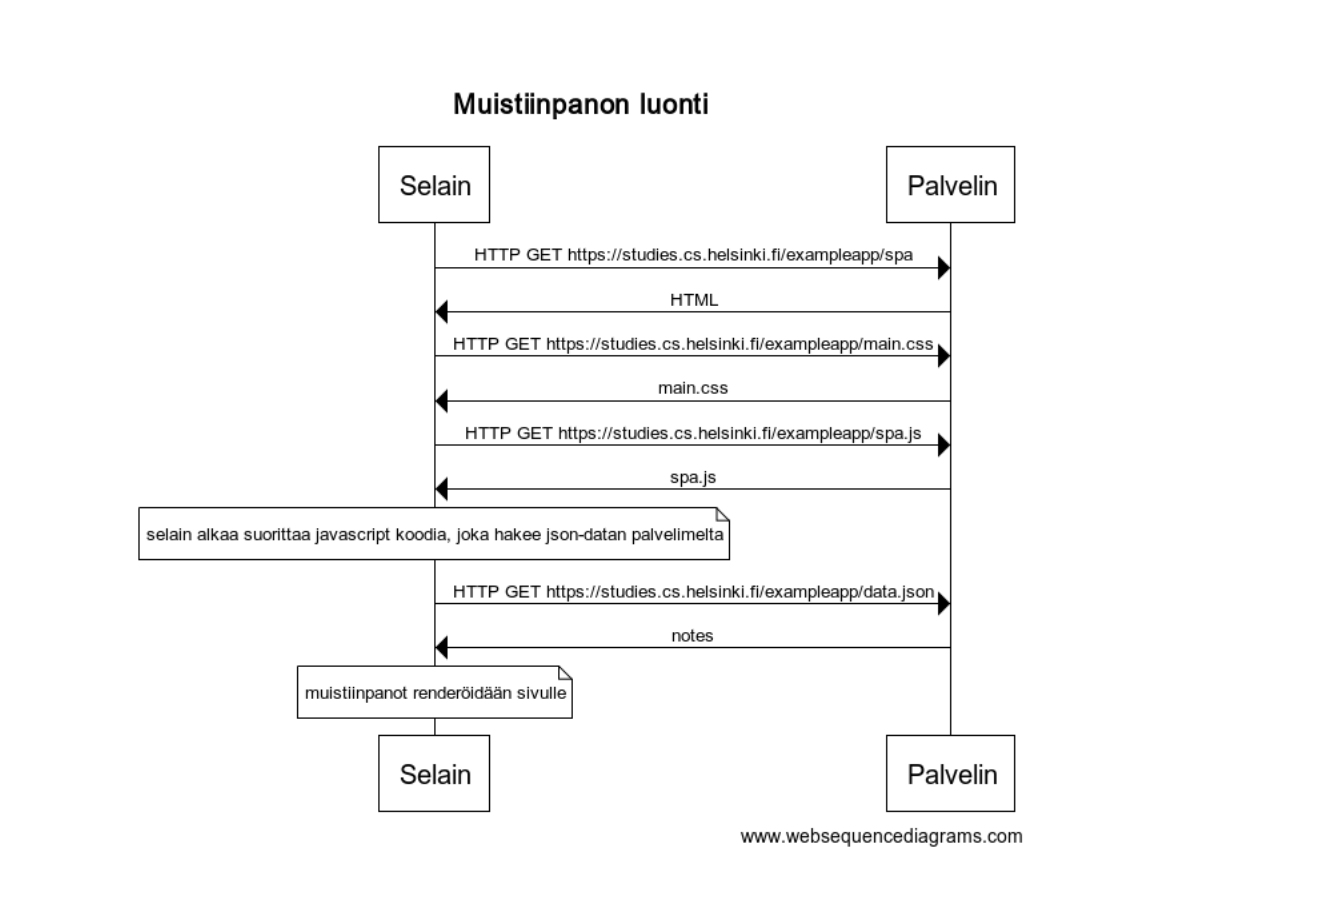 Muistiinpanon luonti
Selain
Palvelin
HTTP GET https://studies.cs.helsinki.fi/exampleapp/spa
HTML
HTTP GET https://studies.cs.helsinki.fi/exampleapp/main.css
main.css
HTTP GET https://studies.cs.helsinki.fi/exampleapp/spa.js
spa.js
selain alkaa suorittaa javascript koodia, joka hakee json-datan palvelimelta
HTTP GET https://studies.cs.helsinki.fi/exampleapp/data.json
notes
muistiinpanot renderöidään sivulle
Selain
Palvelin
www.websequencediagrams.com